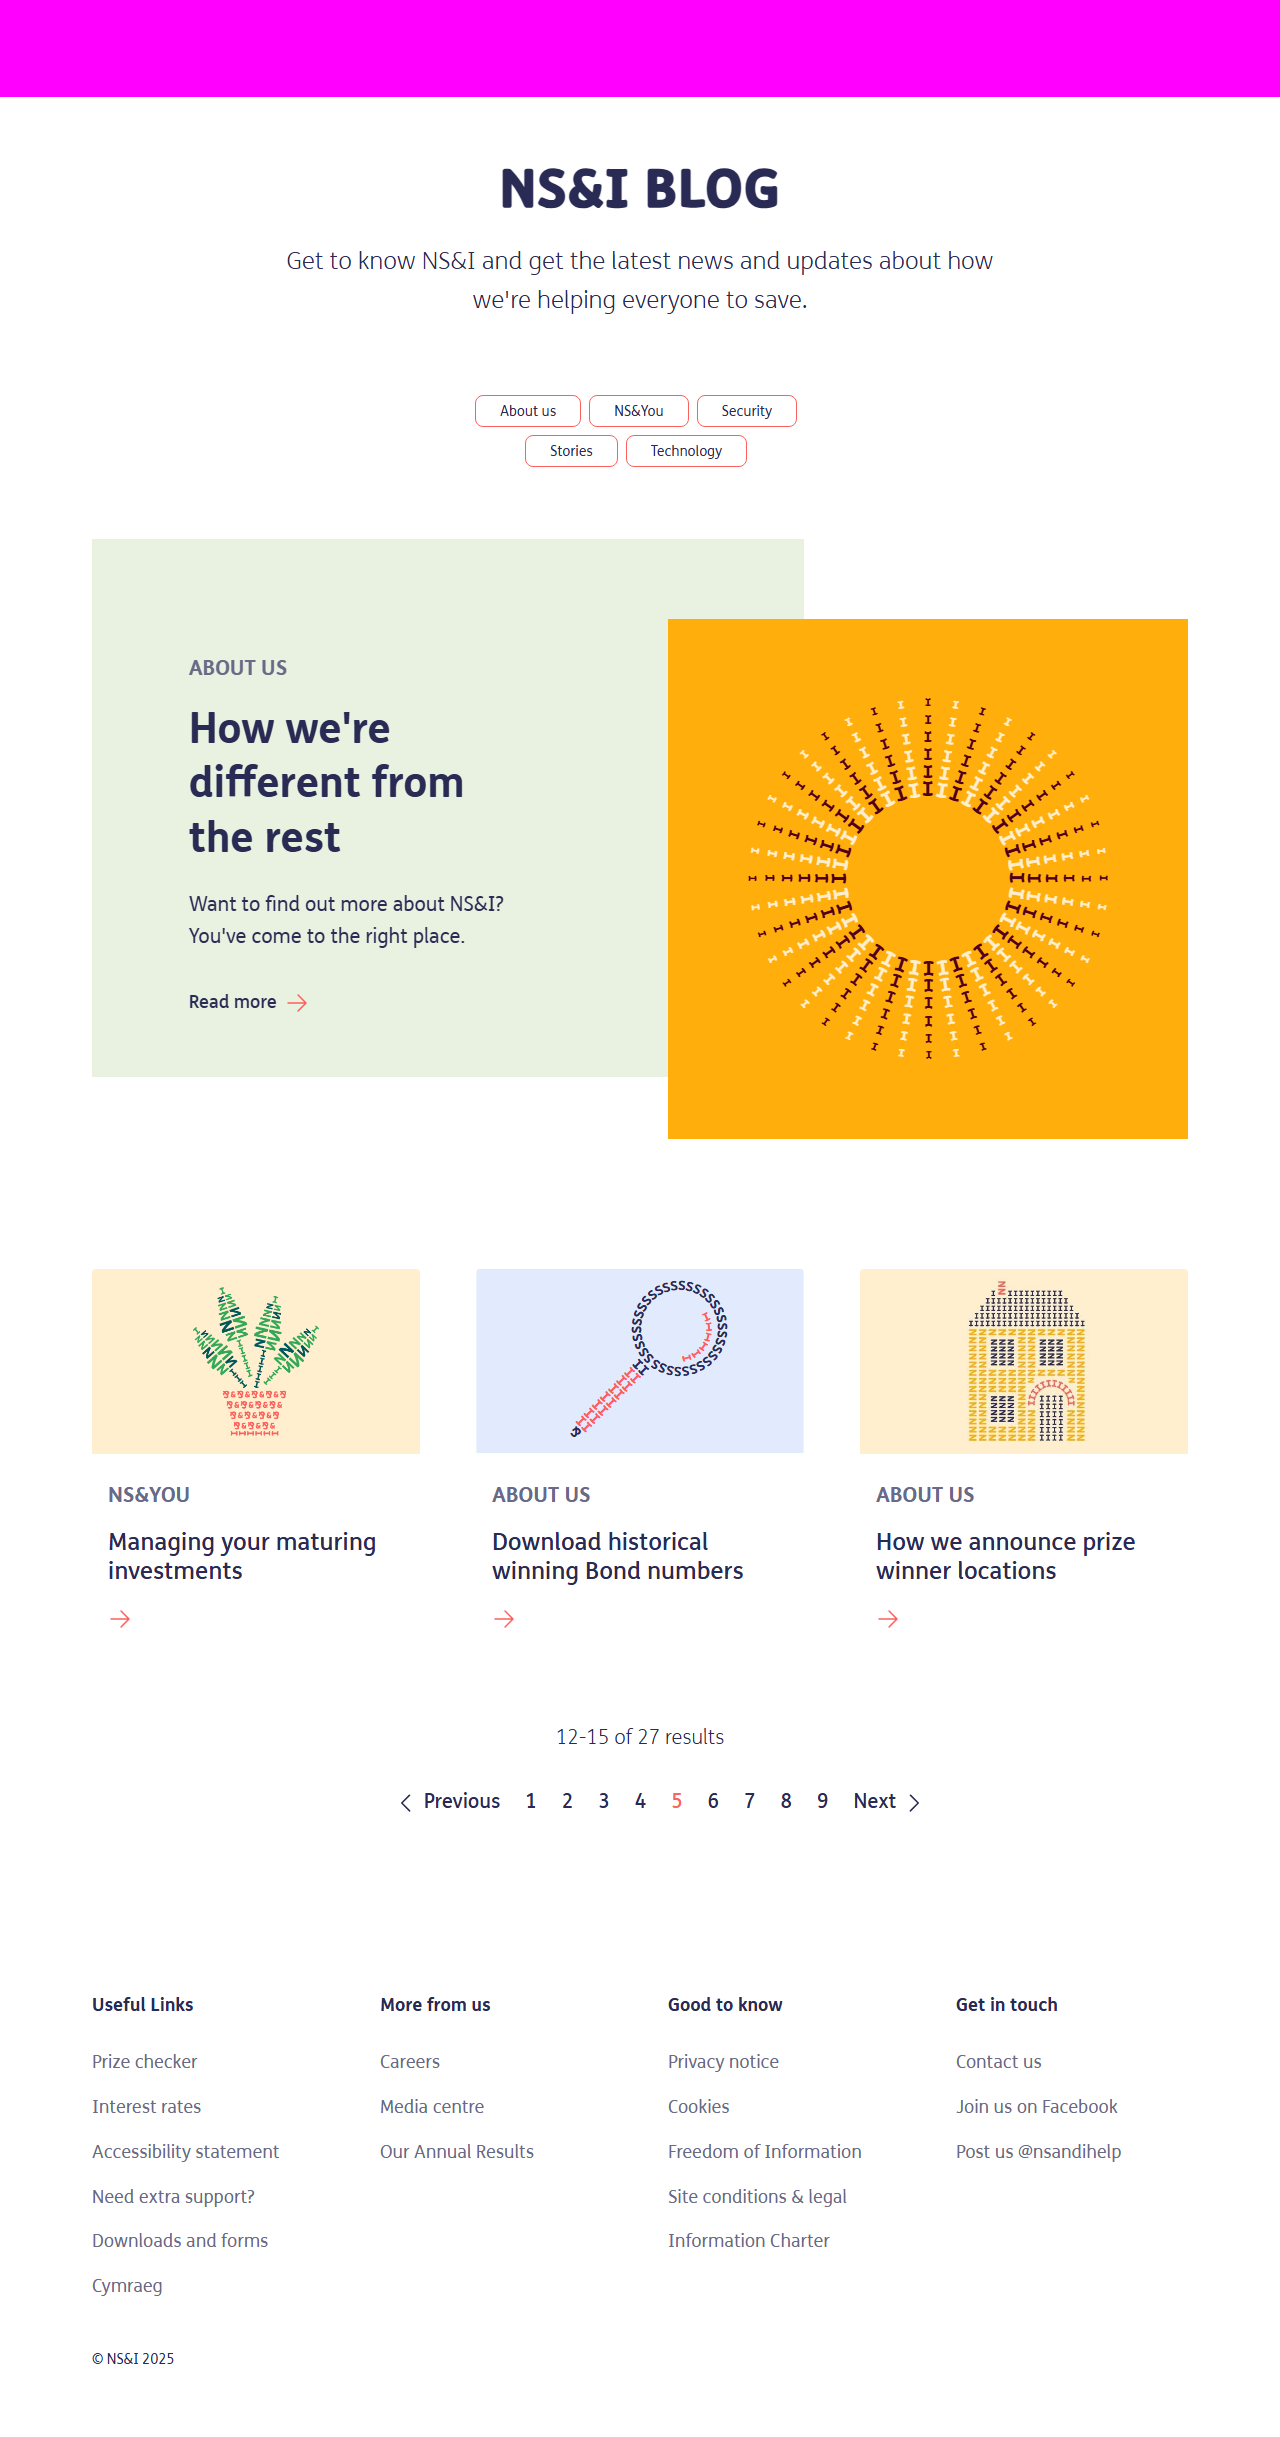 NS&I BLOG
Get to know NS&I and get the latest news and updates about how
we're helping everyone to save.
About us
NS&You
Security
Stories
Technology
ABOUT US
How we're
different from
the rest
Want to find out more about NS&I?
You've come to the right place.
Read more
NS&YOU
Managing your maturing
investments
ABOUT US
Download historical
winning Bond numbers
ABOUT US
How we announce prize
winner locations
12-15 of 27 results
Previous 1 2 3 4 5 6 7 8 9 Next
Useful Links
Prize checker
Interest rates
Accessibility statement
Need extra support?
Downloads and forms
Cymraeg
More from us
Careers
Media centre
Our Annual Results
Good to know
Privacy notice
Cookies
Freedom of Information
Site conditions & legal
Information Charter
Get in touch
Contact us
Join us on Facebook
Post us @nsandihelp
© NS&I 2025